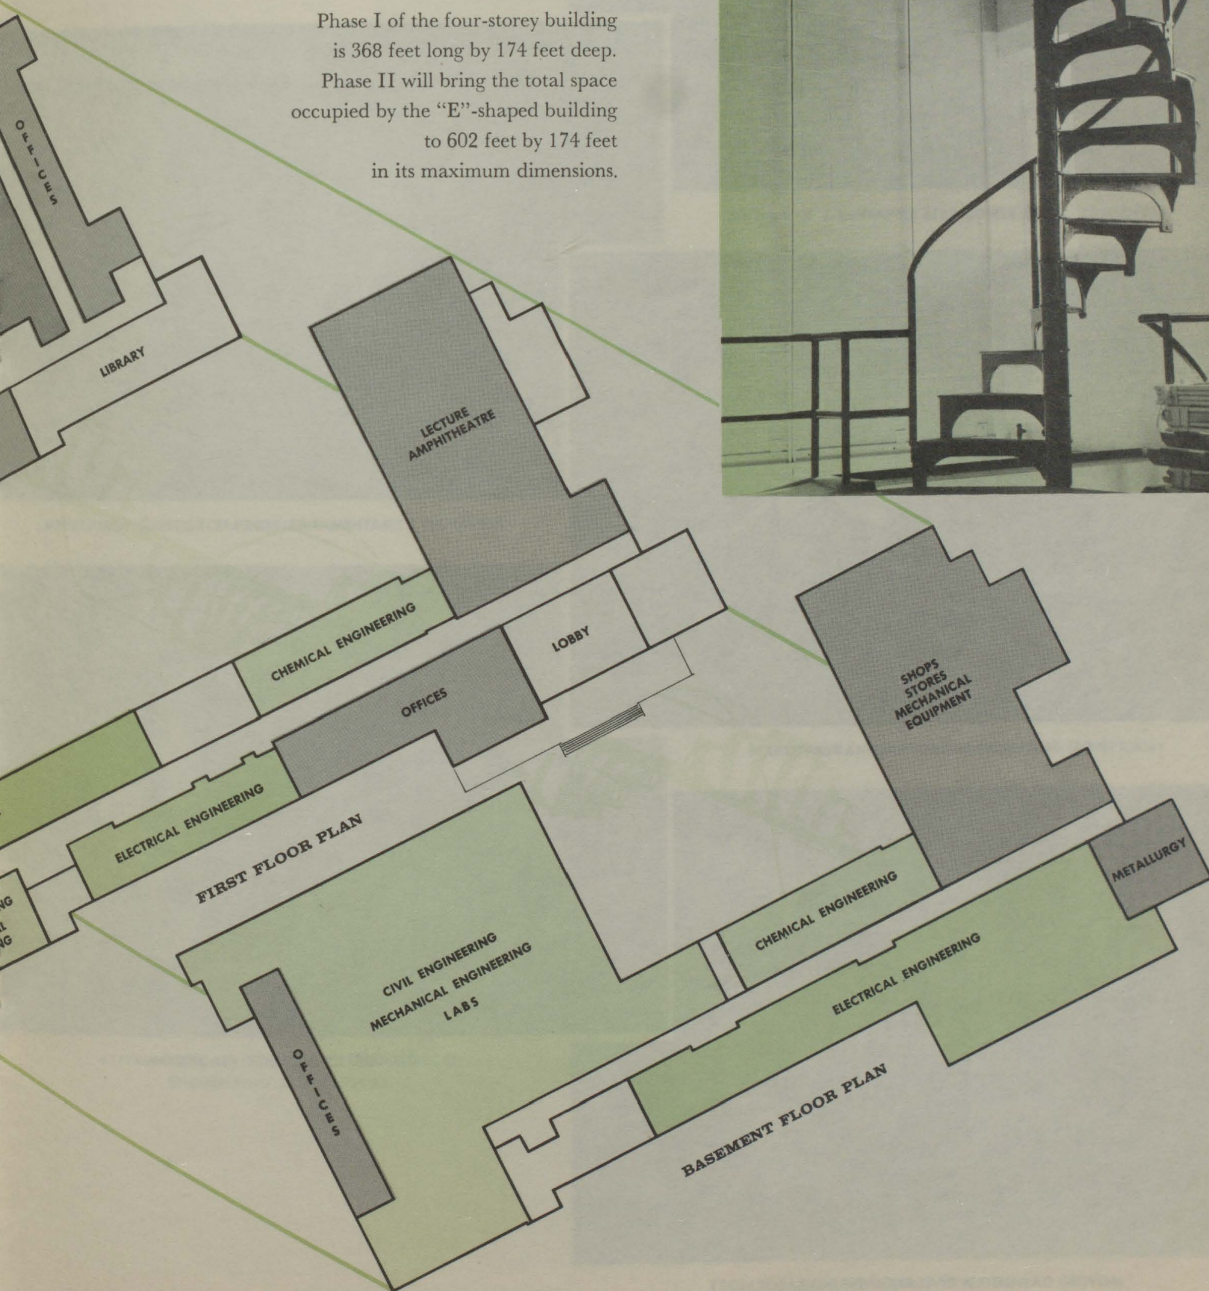 Phase I of the four-storey building
is 368 feet long by 174 feet deep.
Phase II will bring the total space
occupied by the “E”-shaped building
to 602 feet by 174 feet
in its maximum dimensions.
OFFICES
LIBRARY
LECTURE
AMPHITHEATRE
CHEMICAL ENGINEERING
LOBBY
OFFICES
ELECTRICAL ENGINEERING
FIRST FLOOR PLAN
SHOPS
STORES
MECHANICAL
EQUIPMENT
METALLURGY
CHEMICAL ENGINEERING
ELECTRICAL ENGINEERING
CIVIL ENGINEERING
MECHANICAL ENGINEERING
LABS
OFFICES
BASEMENT FLOOR PLAN